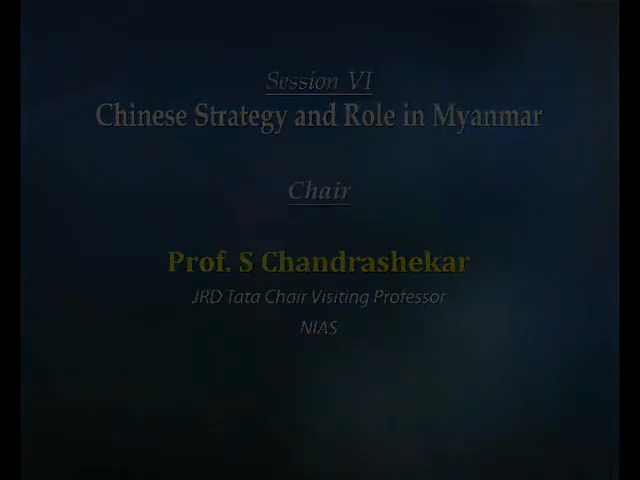 Session VI
Chinese Strategy and Role in Myanmar
Chair
Prof. S Chandrashekar
JRD Tata Chair Visiting Professor
NIAS